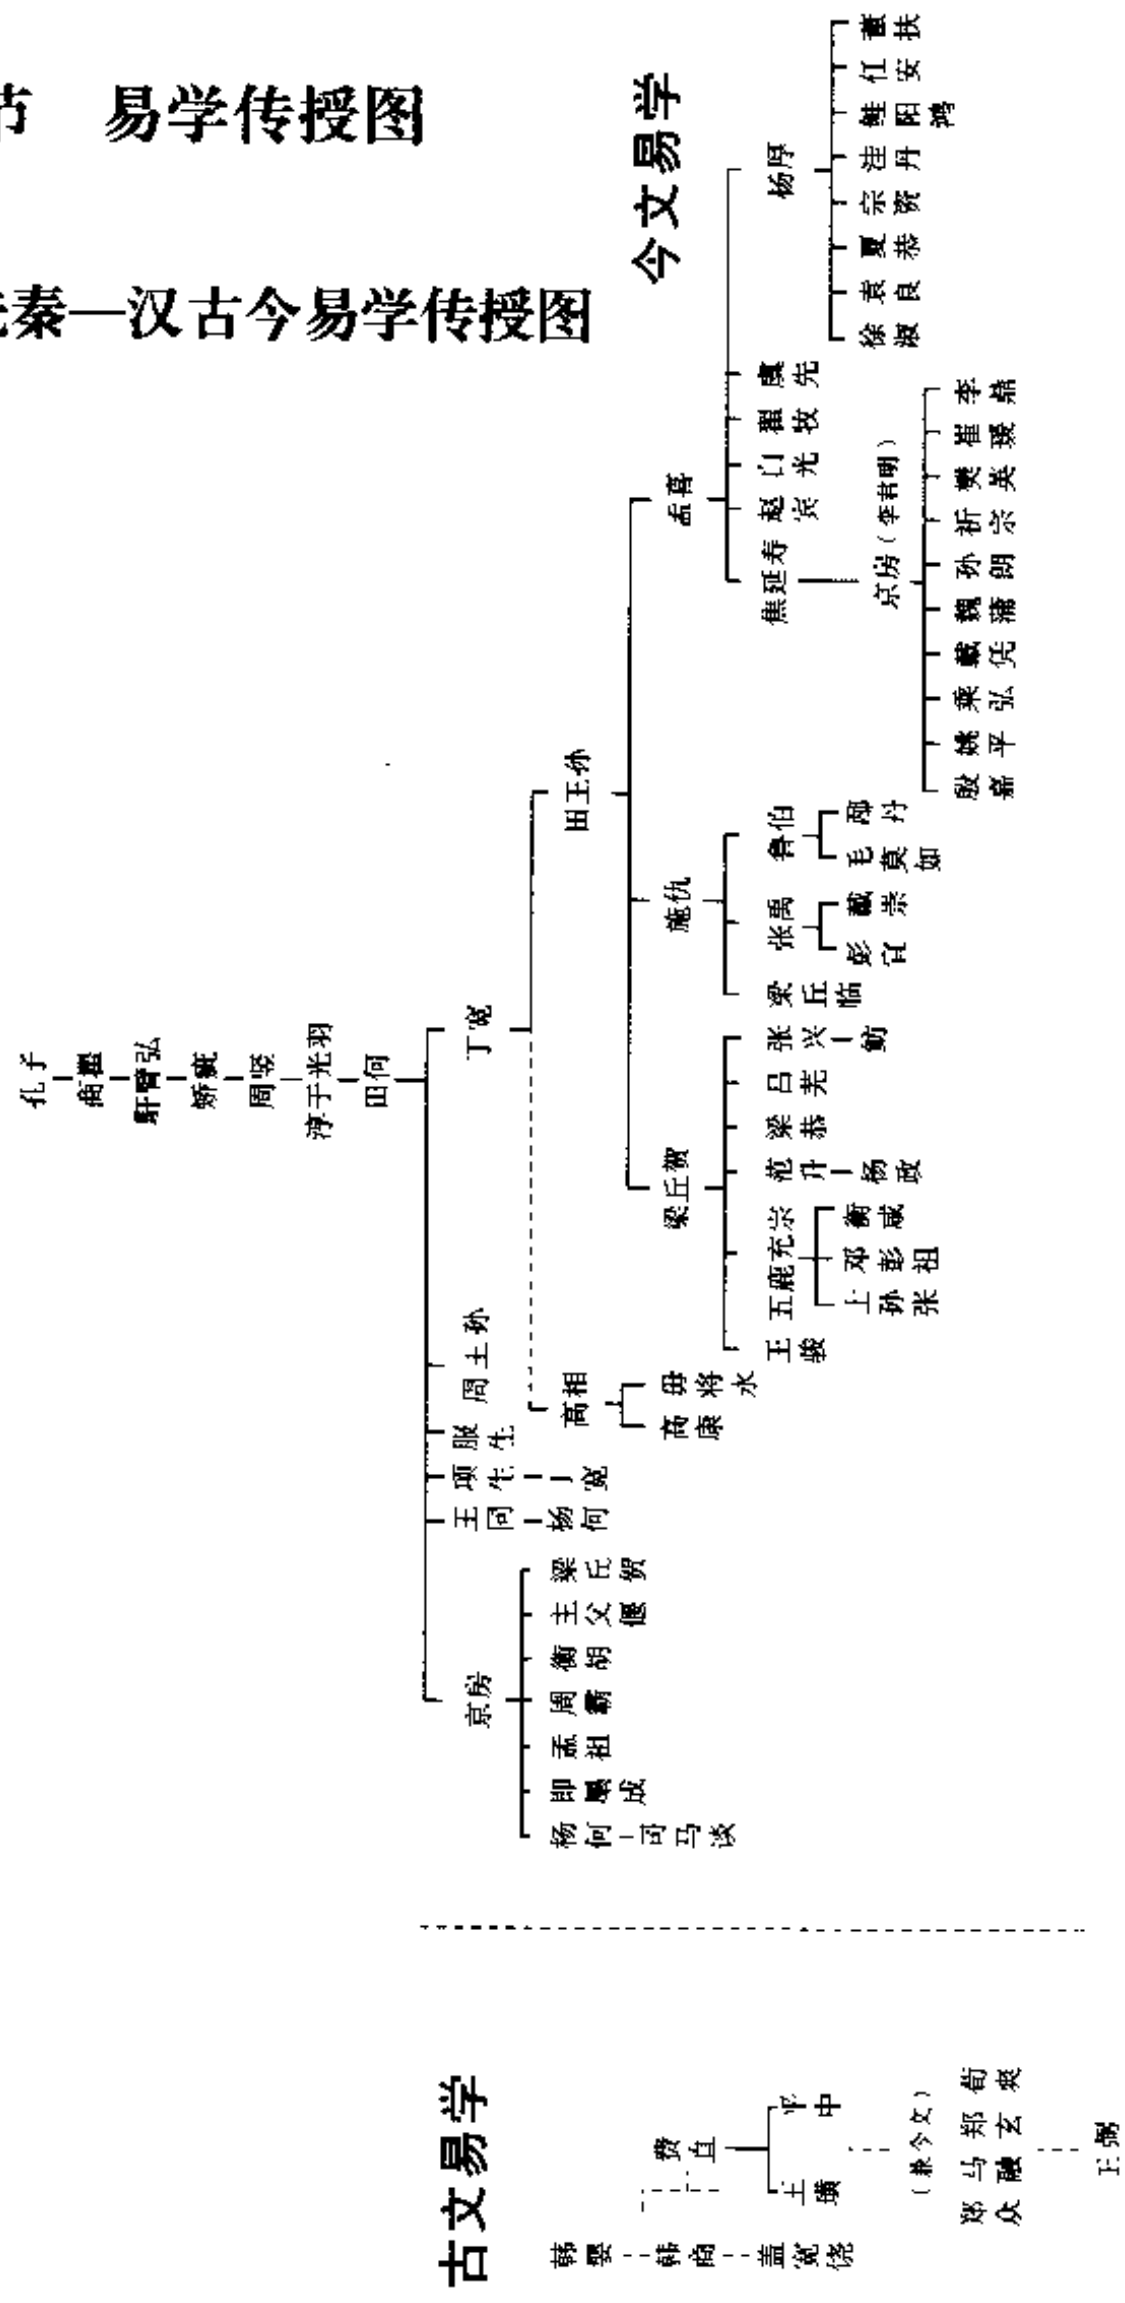 节 易学传授图
秦—汉古今易学传授图
今文易学
孔子
商瞿
馯臂弘
矫疵
周竖
淳于光羽
田何
丁宽
周王孙
服生
项生
丁宽
王同
杨何
京房
梁丘贺
主父偃
衡胡
周霸
孟祖
即墨成
杨何
司马谈
田王孙
高相
毋将永
高康
孟喜
施仇
梁丘贺
杨厚
虞先
翟牧
赵宾
焦延寿
董扶
任安
鲑阳鸿
洼丹
宗资
夏恭
袁良
徐淑
京房(李君明)
李鼎
崔瑗
樊英
祈宗
孙朗
魏蒲
戴凭
乘弘
姚平
殷嘉
鲁伯
邴丹
毛莫如
张禹
戴崇
彭宣
梁丘临
张兴
鲂
吕羌
梁恭
范升
杨政
五鹿充宗
衡咸
邓彭祖
士孙张
王骏
古文易学
韩婴
韩商
盖宽饶
费直
平中
王璜
(兼今文)
荀爽
郑玄
马融
郑众
王弼